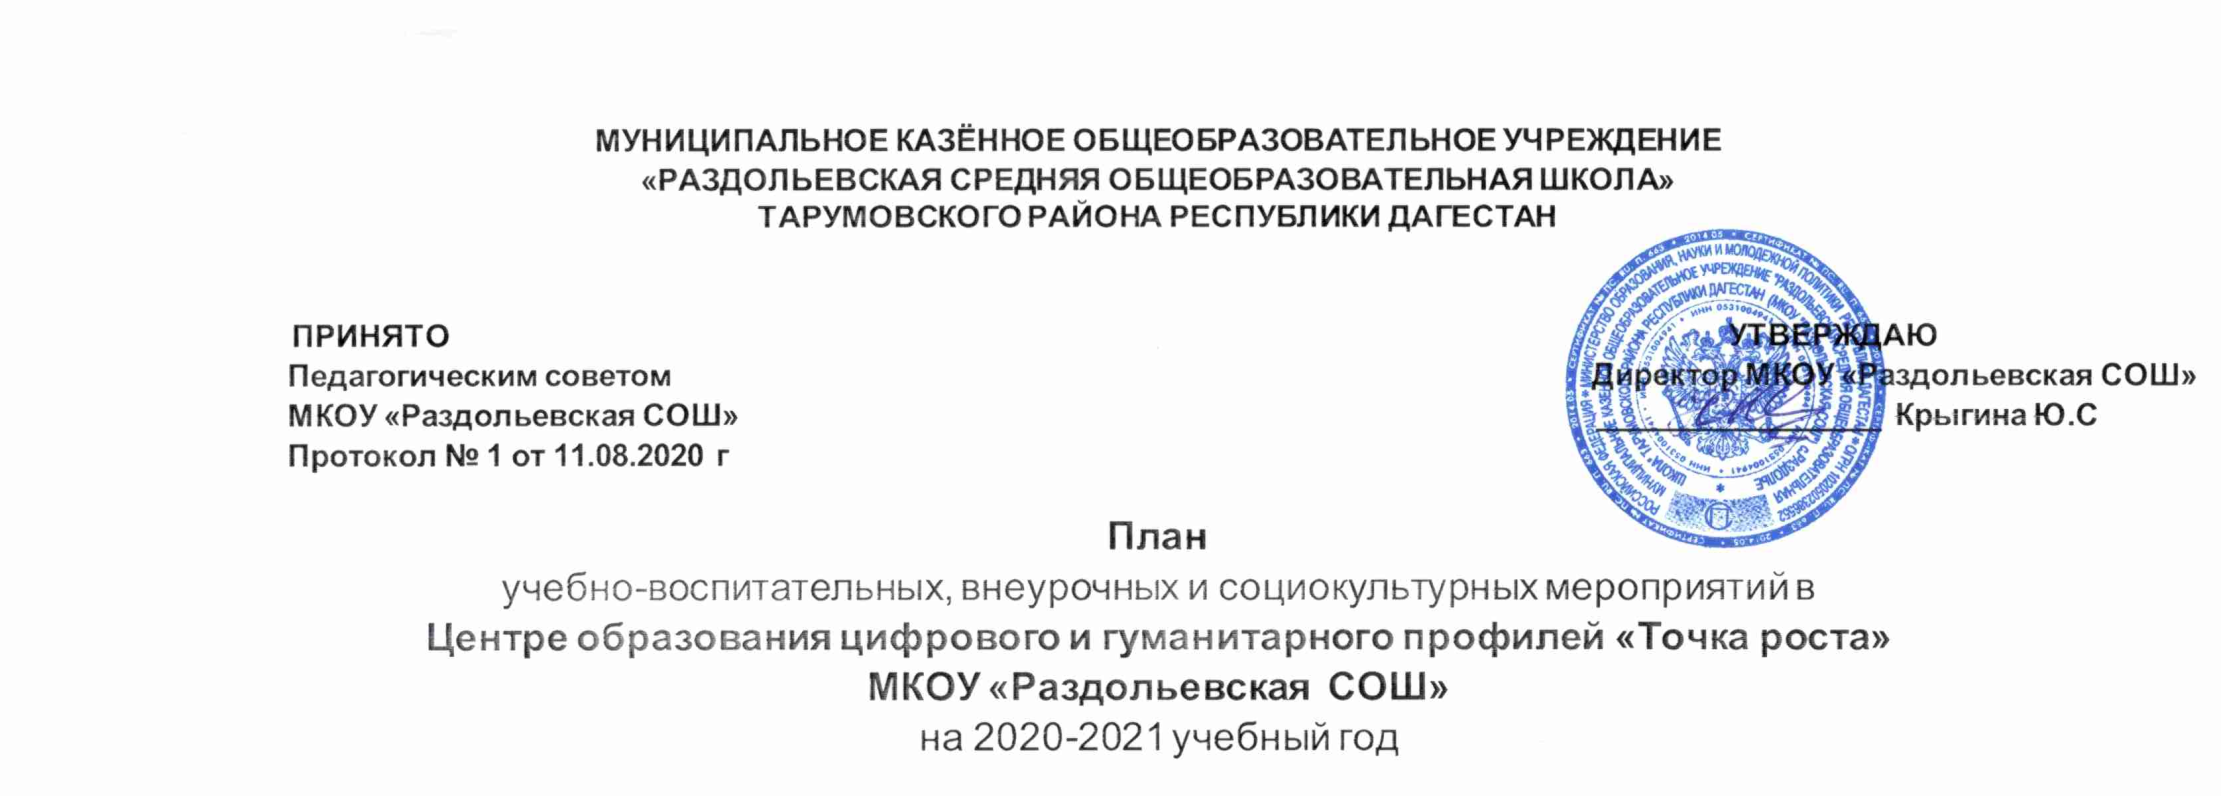 МУНИЦИПАЛЬНОЕ КАЗЁННОЕ ОБЩЕОБРАЗОВАТЕЛЬНОЕ УЧРЕЖДЕНИЕ
«РАЗДОЛЬЕВСКАЯ СРЕДНЯЯ ОБЩЕОБРАЗОВАТЕЛЬНАЯ ШКОЛА»
ТАРУМОВСКОГО РАЙОНА РЕСПУБЛИКИ ДАГЕСТАН
ПРИНЯТО
Педагогическим советом
МКОУ «Раздольевская СОШ»
Протокол № 1 от 11.08.2020 г
УТВЕРЖДАЮ
Директор МКОУ «Раздольевская СОШ»
Крыгина Ю.С
План
учебно-воспитательных, внеурочных и социокультурных мероприятий в
Центре образования цифрового и гуманитарного профилей «Точка роста»
МКОУ «Раздольевская СОШ»
на 2020-2021 учебный год